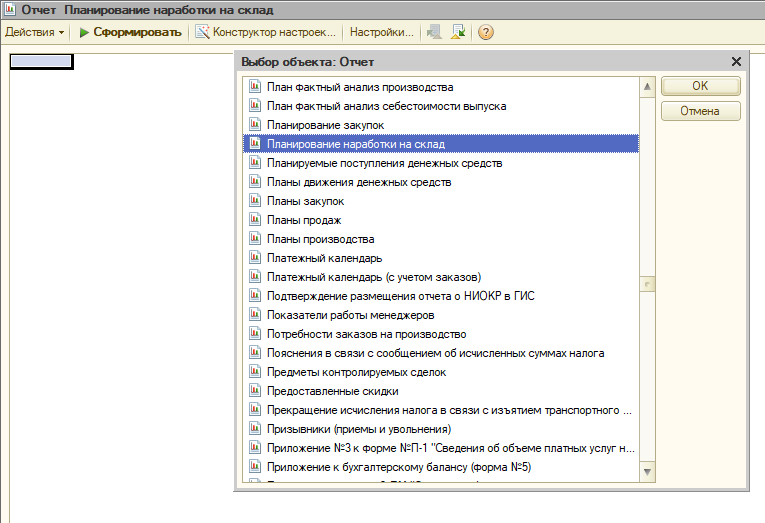 Отчет Планирование наработки на склад
Действия Сформировать Конструктор настроек... Настройки... ?
Выбор объекта: Отчет
План фактный анализ производства
План фактный анализ себестоимости выпуска
Планирование закупок
Планирование наработки на склад
Планируемые поступления денежных средств
Планы движения денежных средств
Планы закупок
Планы продаж
Планы производства
Платежный календарь
Платежный календарь (с учетом заказов)
Подтверждение размещения отчета о НИОКР в ГИС
Показатели работы менеджеров
Потребности заказов на производство
Пояснения в связи с сообщением об исчисленных суммах налога
Предметы контролируемых сделок
Предоставленные скидки
Прекращение исчисления налога в связи с изъятием транспортного ...
Призывники (приемы и увольнения)
Приложение №3 к форме №П-1 "Сведения об объеме платных услуг н...
Приложение к бухгалтерскому балансу (форма №5)
OK
Отмена